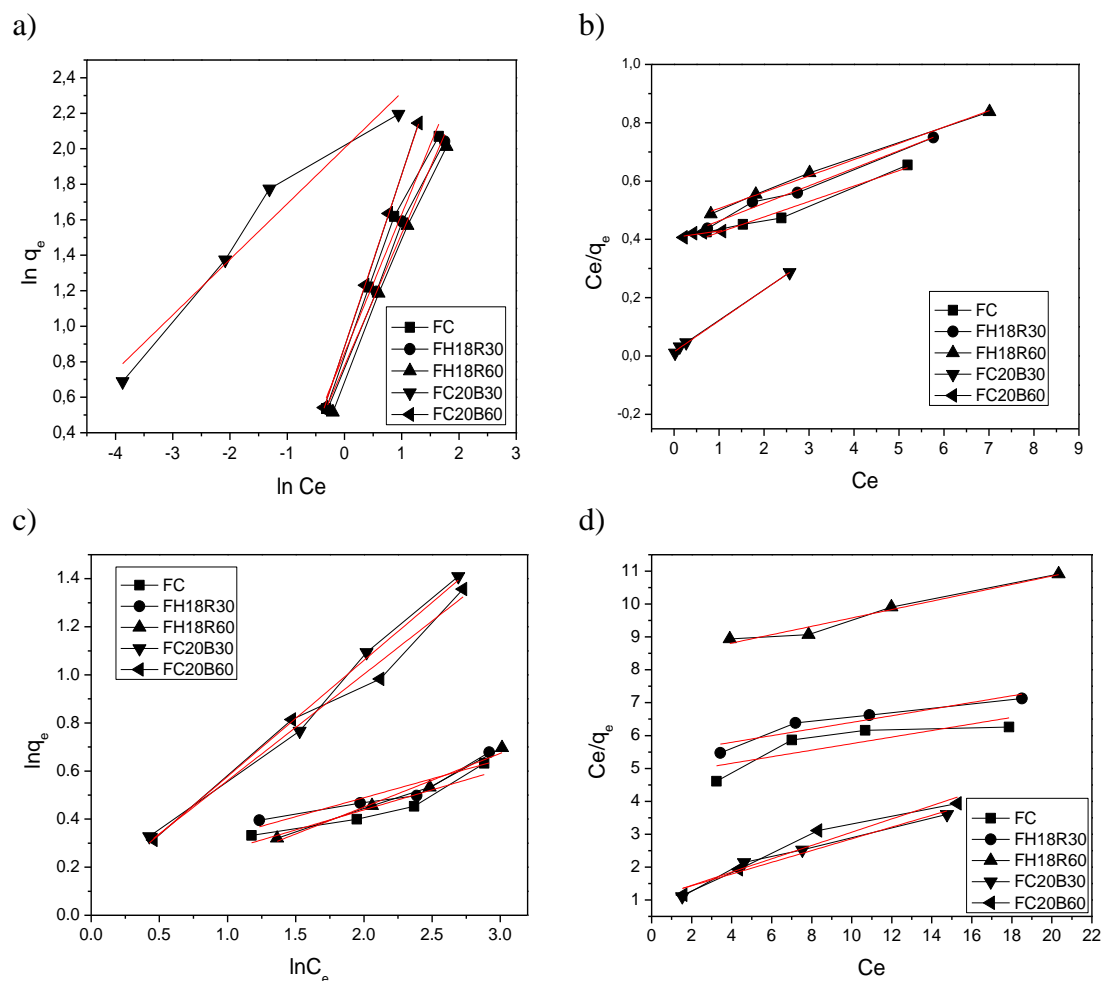 a)
2,4
2,2
2,0
1,8
1,6
1,4
1,2
1,0
0,8
0,6
0,4
-4 -3 -2 -1 0 1 2 3
ln q_e
ln Ce
FC
FH18R30
FH18R60
FC20B30
FC20B60
b)
1,0
0,8
0,6
0,4
0,2
0,0
-0,2
0 1 2 3 4 5 6 7 8 9
Ce/q_e
Ce
FC
FH18R30
FH18R60
FC20B30
FC20B60
c)
1.4
1.2
1.0
0.8
0.6
0.4
0.2
0.0
0.0 0.5 1.0 1.5 2.0 2.5 3.0
lnq_e
lnC_e
FC
FH18R30
FH18R60
FC20B30
FC20B60
d)
11
10
9
8
7
6
5
4
3
2
1
0 2 4 6 8 10 12 14 16 18 20 22
Ce/q_e
Ce
FC
FH18R30
FH18R60
FC20B30
FC20B60